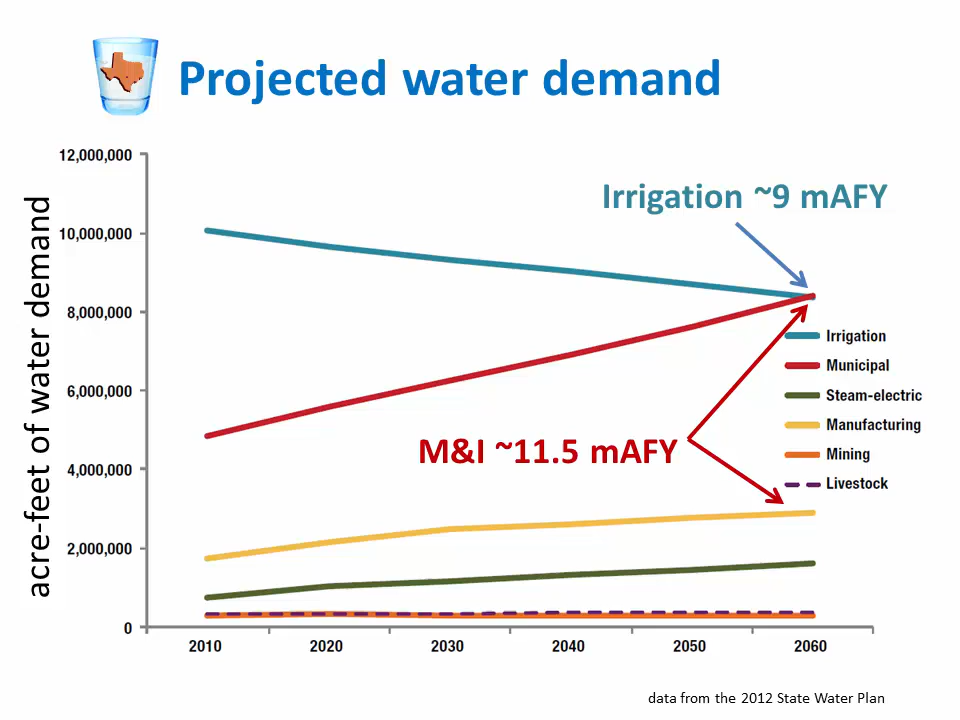 Projected water demand
acre-feet of water demand
12,000,000
10,000,000
8,000,000
6,000,000
4,000,000
2,000,000
0
2010 2020 2030 2040 2050 2060
Irrigation ~9 mAFY
M&I ~11.5 mAFY
Irrigation
Municipal
Steam-electric
Manufacturing
Mining
Livestock
data from the 2012 State Water Plan